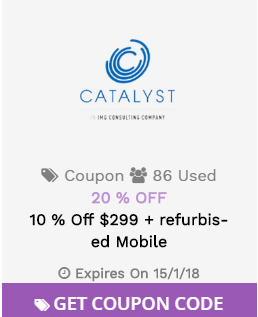 CATALYST
IMG CONSULTING COMPANY
Coupon 86 Used
20 % OFF
10 % Off $299 + refurbis-
ed Mobile
Expires On 15/1/18
GET COUPON CODE